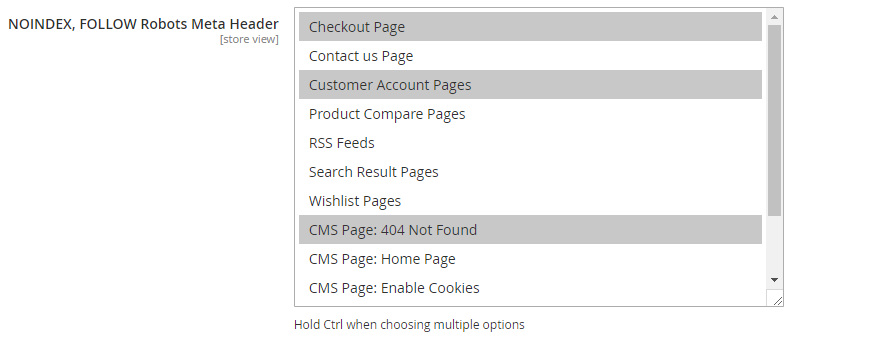 NOINDEX, FOLLOW Robots Meta Header
[store view]
Checkout Page
Contact us Page
Customer Account Pages
Product Compare Pages
RSS Feeds
Search Result Pages
Wishlist Pages
CMS Page: 404 Not Found
CMS Page: Home Page
CMS Page: Enable Cookies
Hold Ctrl when choosing multiple options